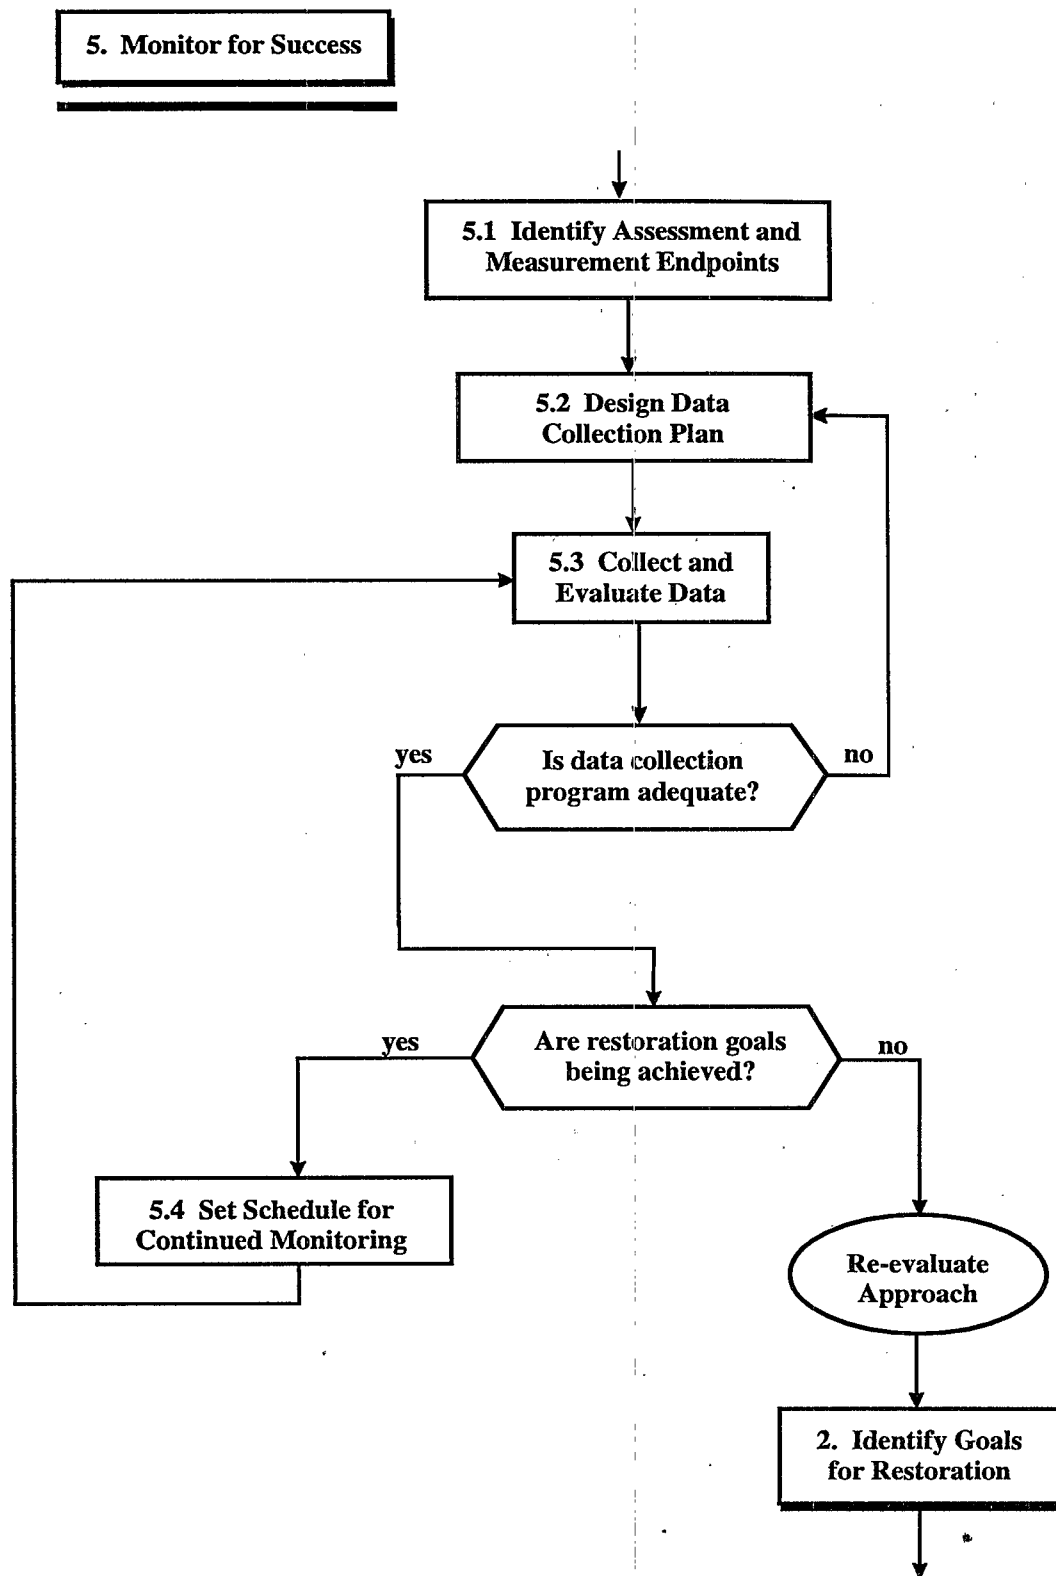 5. Monitor for Success
5.1 Identify Assessment and
Measurement Endpoints
5.2 Design Data
Collection Plan
5.3 Collect and
Evaluate Data
yes
Is data collection
program adequate?
no
yes
Are restoration goals
being achieved?
no
5.4 Set Schedule for
Continued Monitoring
Re-evaluate
Approach
2. Identify Goals
for Restoration